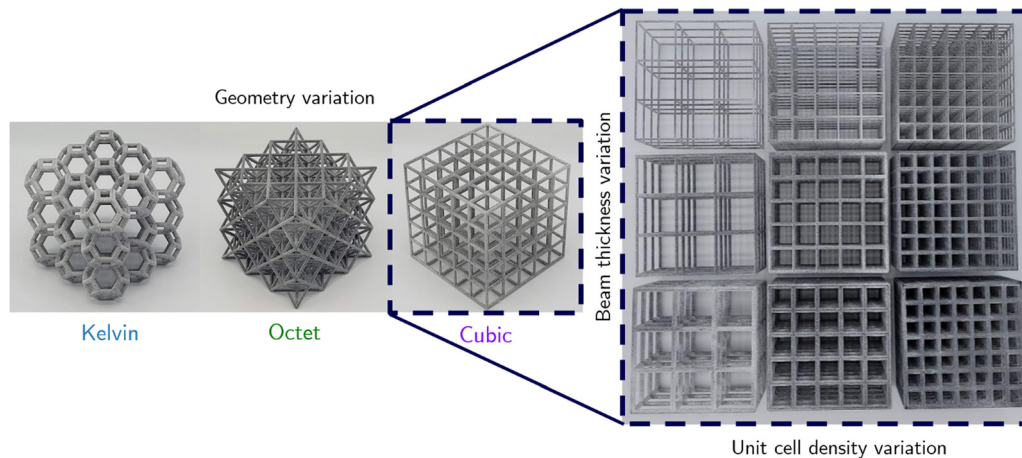 Geometry variation
Kelvin
Octet
Cubic
Beam thickness variation
Unit cell density variation